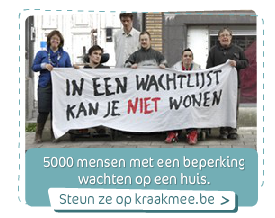 IN EEN WACHTLIJST
KAN JE NIET WONEN
5000 mensen met een beperking
wachten op een huis.
Steun ze op kraakmee.be >